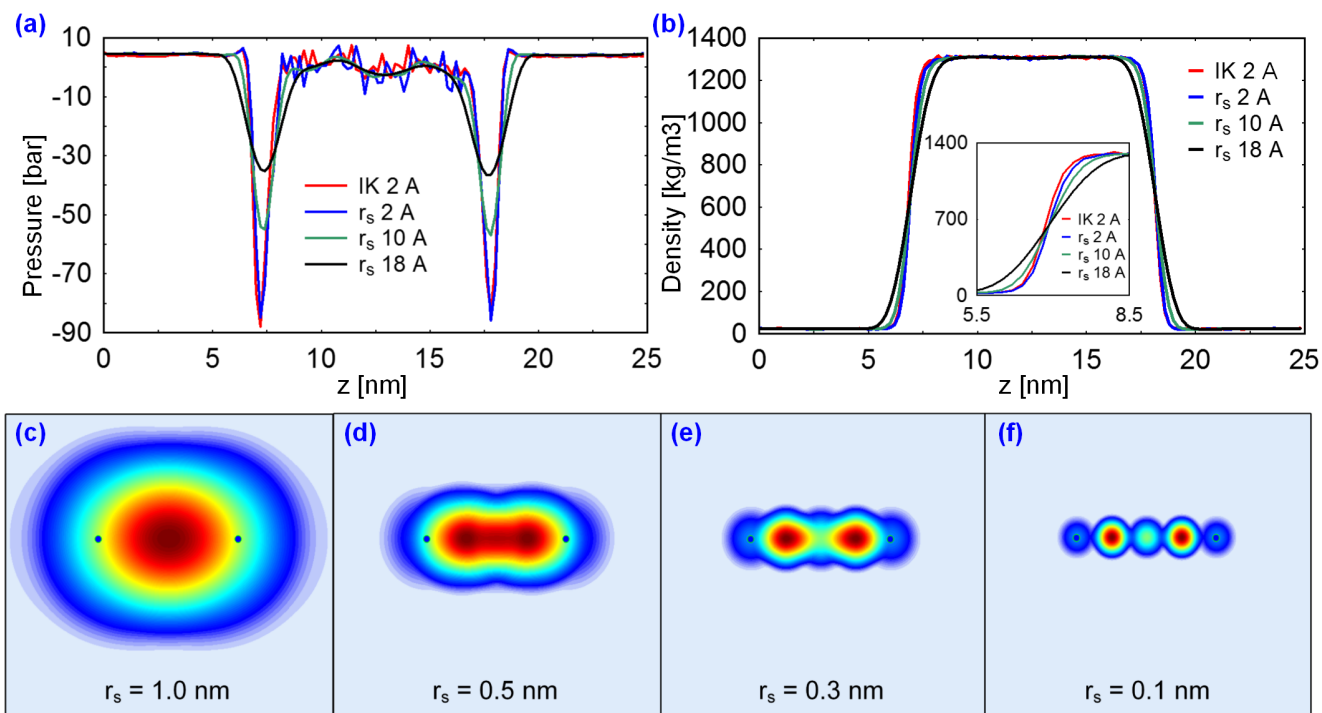 (a)
10
-10
-30
-50
-70
-90
Pressure [bar]
IK 2 A
rs 2 A
rs 10 A
rs 18 A
0
5
10
15
20
25
z [nm]
(b)
1400
1200
1000
800
600
400
200
0
Density [kg/m3]
IK 2 A
rs 2 A
rs 10 A
rs 18 A
1400
700
0
IK 2 A
rs 2 A
rs 10 A
rs 18 A
5.5
8.5
0
5
10
15
20
25
z [nm]
(c)
rs = 1.0 nm
(d)
rs = 0.5 nm
(e)
rs = 0.3 nm
(f)
rs = 0.1 nm